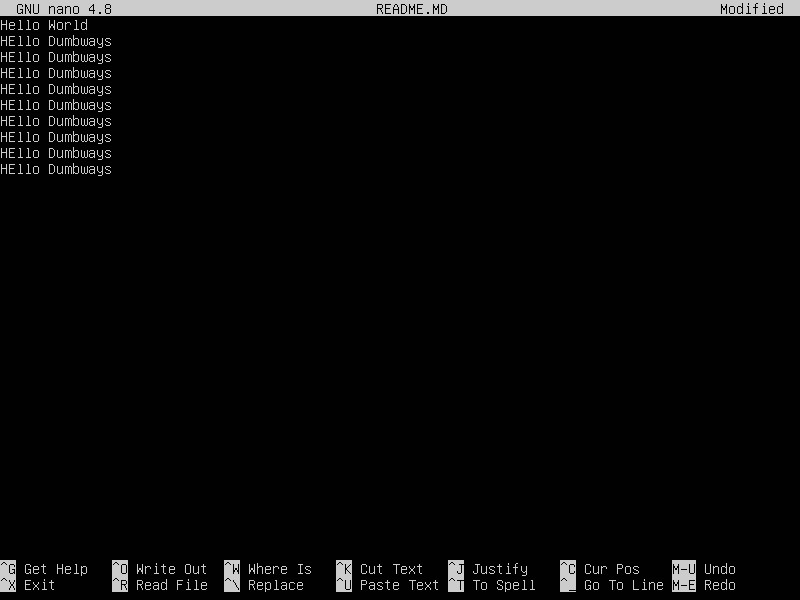 GNU nano 4.8 README.MD Modified
Hello World
HEllo Dumbways
HEllo Dumbways
HEllo Dumbways
HEllo Dumbways
HEllo Dumbways
HEllo Dumbways
HEllo Dumbways
HEllo Dumbways
HEllo Dumbways
^G Get Help ^O Write Out ^W Where Is ^K Cut Text ^J Justify ^C Cur Pos M-U Undo
^X Exit ^R Read File ^\ Replace ^U Paste Text ^T To Spell ^_ Go To Line M-E Redo